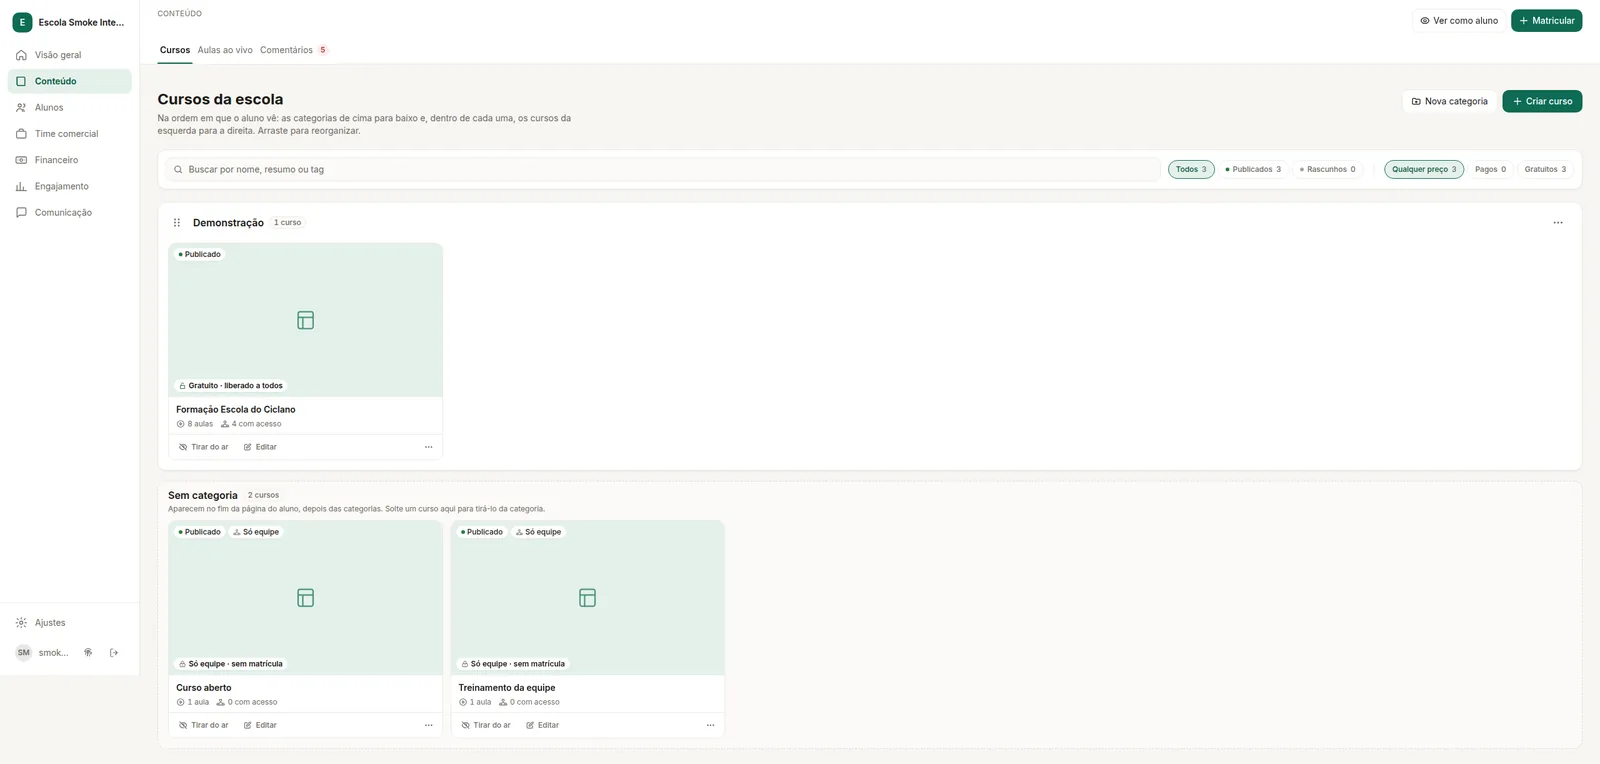 E Escola Smoke Inte...
Visão geral
Conteúdo
Alunos
Time comercial
Financeiro
Engajamento
Comunicação
Ajustes
SM smok...
CONTEÚDO
Ver como aluno
+ Matricular
Cursos Aulas ao vivo Comentários 5
Cursos da escola
Na ordem em que o aluno vê: as categorias de cima para baixo e, dentro de cada uma, os cursos da
esquerda para a direita. Arraste para reorganizar.
Nova categoria
+ Criar curso
Buscar por nome, resumo ou tag
Todos 3 Publicados 3 Rascunhos 0 Qualquer preço 3 Pagos 0 Gratuitos 3
Demonstração 1 curso
Publicado
Gratuito · liberado a todos
Formação Escola do Ciclano
8 aulas 4 com acesso
Tirar do ar Editar
Sem categoria 2 cursos
Aparecem no fim da página do aluno, depois das categorias. Solte um curso aqui para tirá-lo da categoria.
Publicado Só equipe
Só equipe · sem matrícula
Curso aberto
1 aula 0 com acesso
Tirar do ar Editar
Publicado Só equipe
Só equipe · sem matrícula
Treinamento da equipe
1 aula 0 com acesso
Tirar do ar Editar